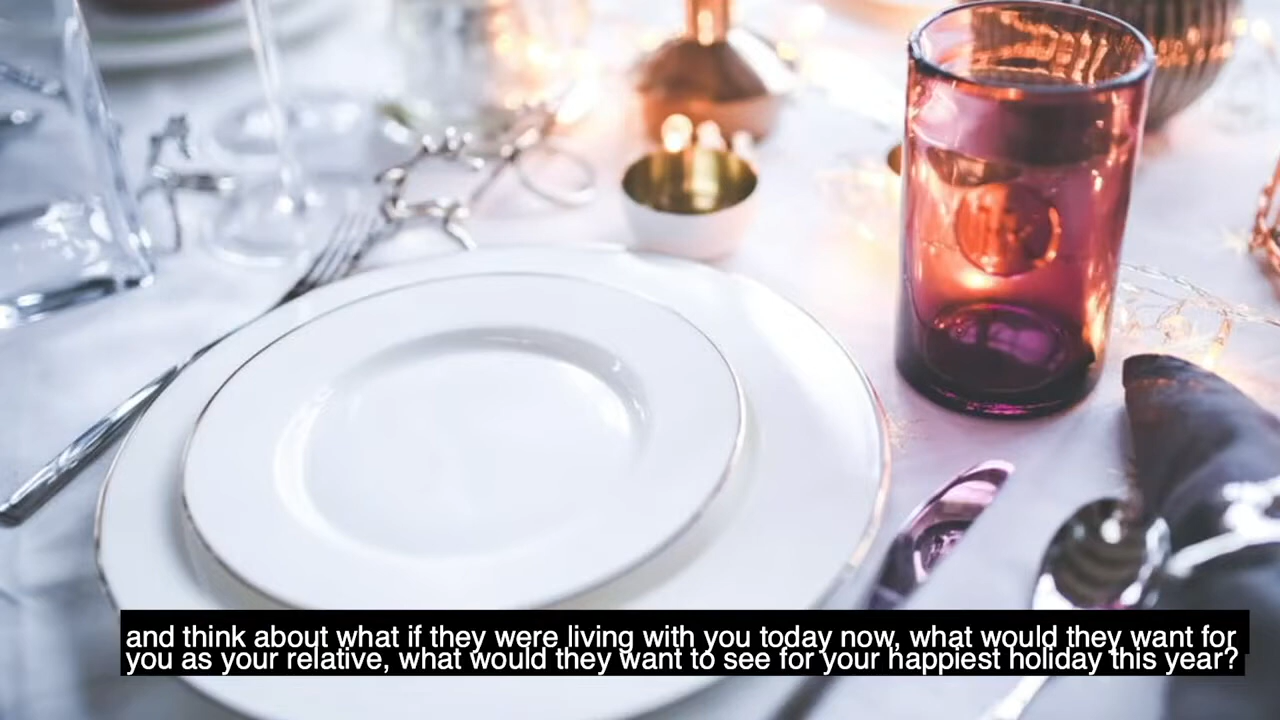 and think about what if they were living with you today now, what would they want for
you as your relative, what would they want to see for your happiest holiday this year?